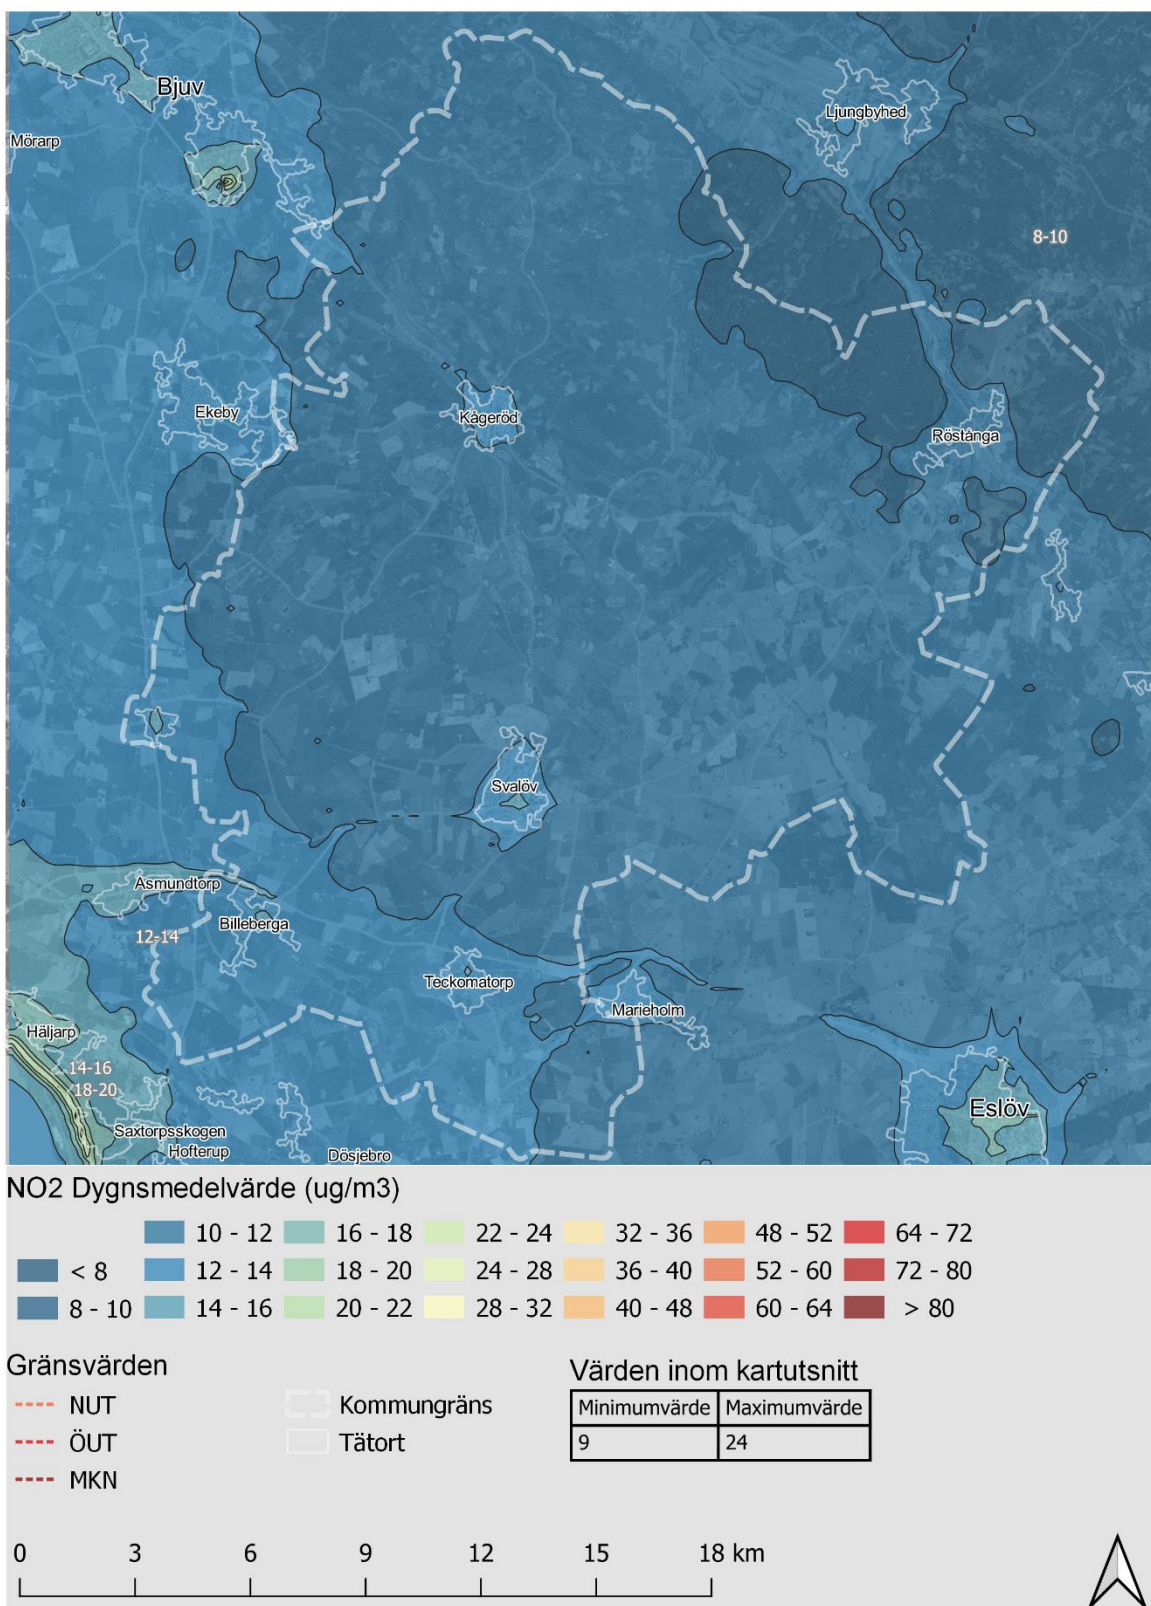 Bjuv
Mörarp
Ljungbyhed
8-10
Ekeby
Kågeröd
Röstånga
Svalöv
Asmundtorp
Billeberga
12-14
Teckomatorp
Marieholm
Häljarp
14-16
18-20
Eslöv
Saxtorpsskogen
Hofterup
Dösjebro
NO2 Dygnsmedelvärde (ug/m3)
10 - 12 16 - 18 22 - 24 32 - 36 48 - 52 64 - 72
< 8 12 - 14 18 - 20 24 - 28 36 - 40 52 - 60 72 - 80
8 - 10 14 - 16 20 - 22 28 - 32 40 - 48 60 - 64 > 80
Gränsvärden
NUT
ÖUT
MKN
Kommungräns
Tätort
Värden inom kartutsnitt
Minimumvärde Maximumvärde
9 24
0 3 6 9 12 15 18 km